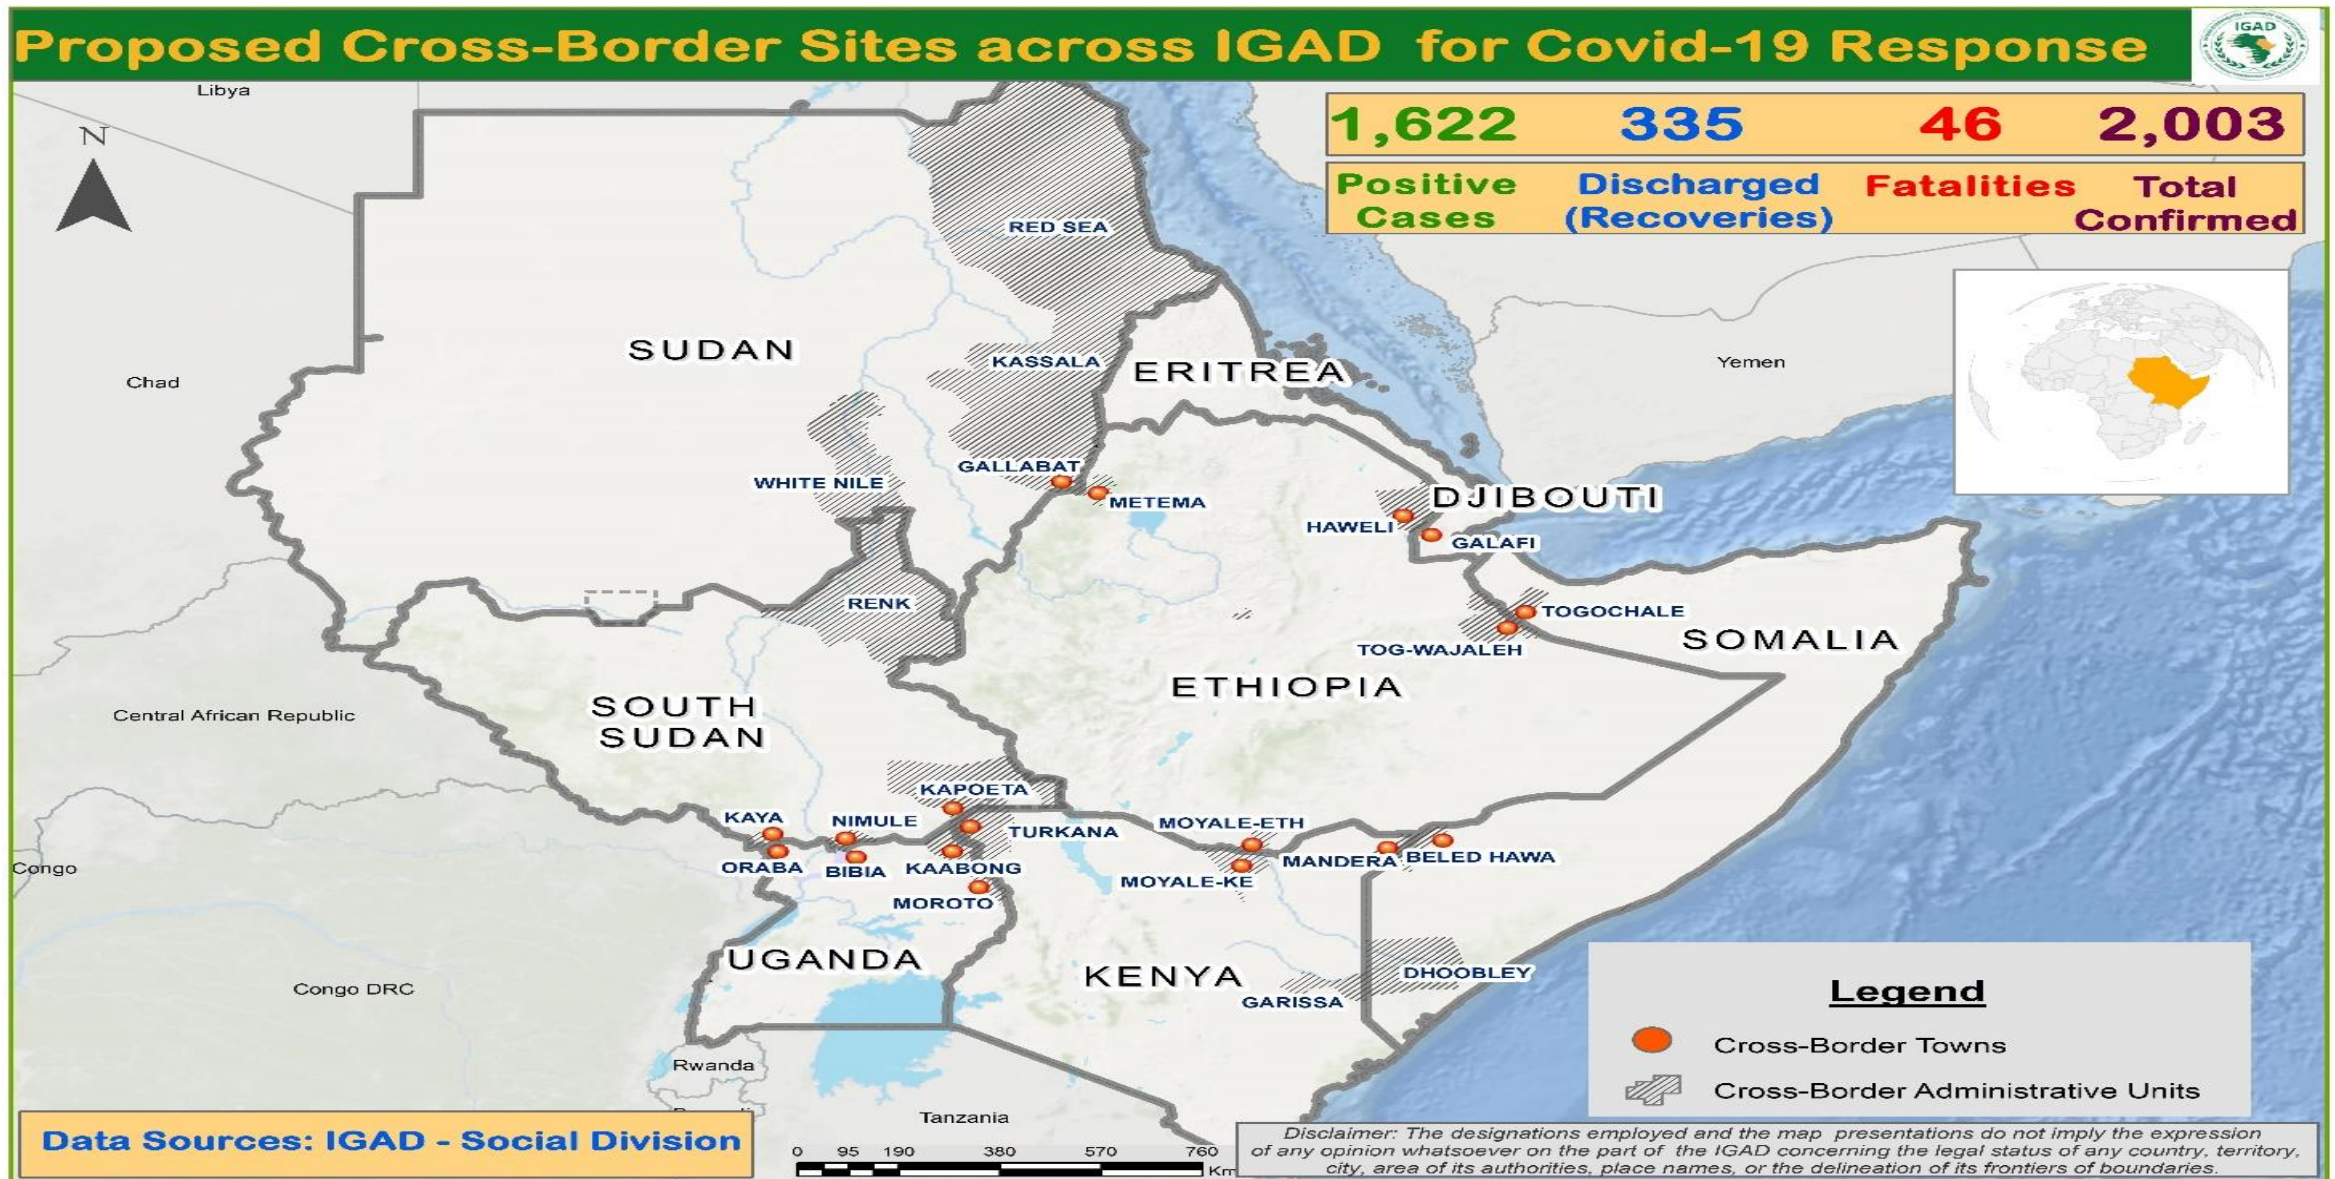 Proposed Cross-Border Sites across IGAD for Covid-19 Response
IGAD
1,622 335 46 2,003
Positive Cases
Discharged (Recoveries)
Fatalities
Total Confirmed
N
Libya
RED SEA
SUDAN
KASSALA
ERITREA
Yemen
Chad
GALLABAT
WHITE NILE
METEMA
DJIBOUTI
HAWELI
GALAFI
RENK
TOGOCHALE
SOMALIA
TOG-WAJALEH
ETHIOPIA
SOUTH
SUDAN
Central African Republic
KAPOETA
KAYA
NIMULE
TURKANA
MOYALE-ETH
Congo
ORABA
BIBIA
KAABONG
MANDERA
BELED HAWA
MOYALE-KE
MOROTO
UGANDA
KENYA
DHOOBLEY
GARISSA
Congo DRC
Rwanda
Tanzania
Legend
Cross-Border Towns
Cross-Border Administrative Units
Data Sources: IGAD - Social Division
0 95 190 380 570 760
Km
Disclaimer: The designations employed and the map presentations do not imply the expression
of any opinion whatsoever on the part of the IGAD concerning the legal status of any country, territory,
city, area of its authorities, place names, or the delineation of its frontiers of boundaries.